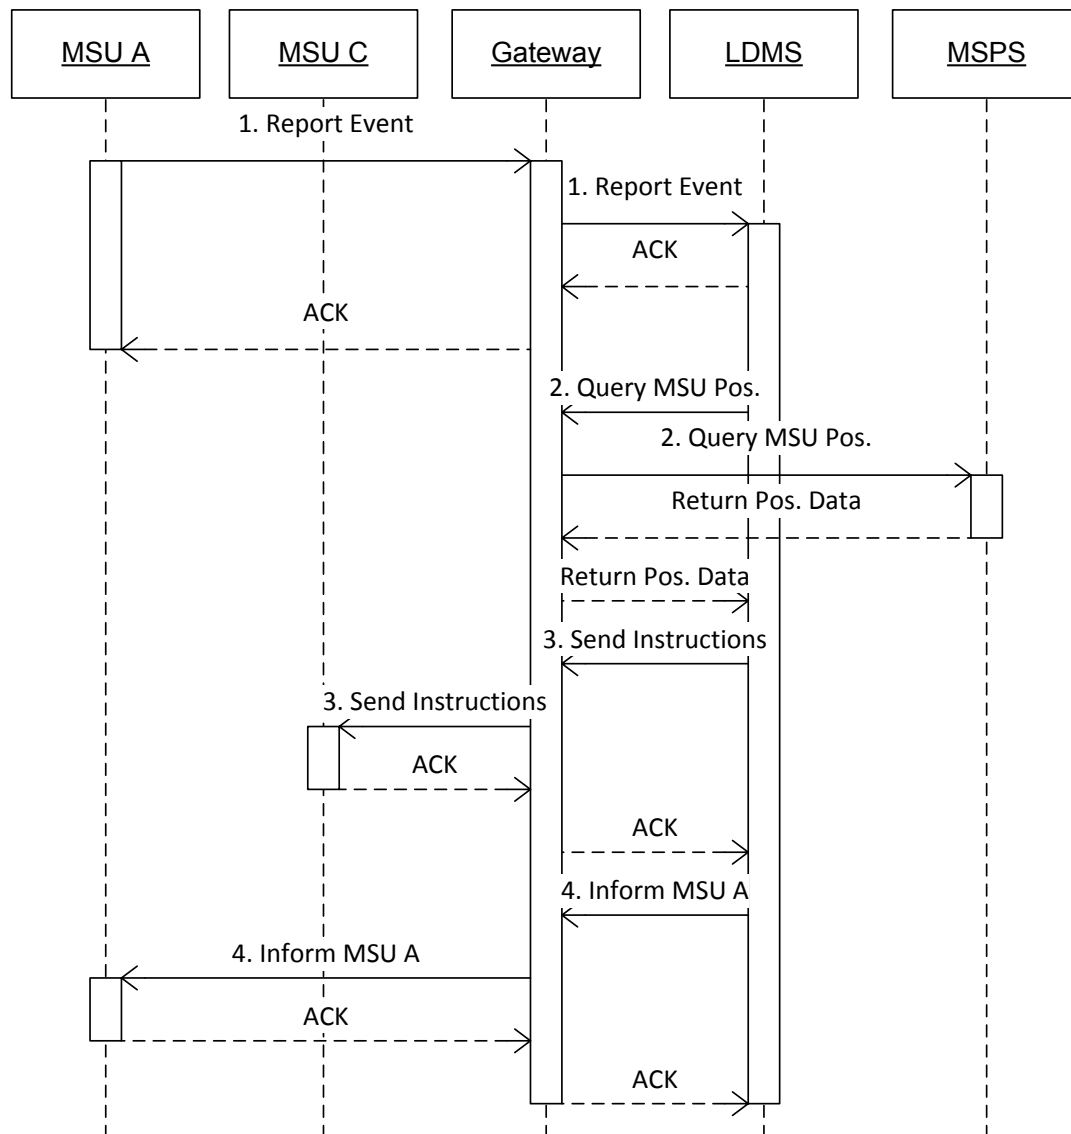 MSU A
MSU C
Gateway
LDMS
MSPS
1. Report Event
1. Report Event
ACK
ACK
2. Query MSU Pos.
2. Query MSU Pos.
Return Pos. Data
Return Pos. Data
3. Send Instructions
3. Send Instructions
ACK
ACK
4. Inform MSU A
4. Inform MSU A
ACK
ACK